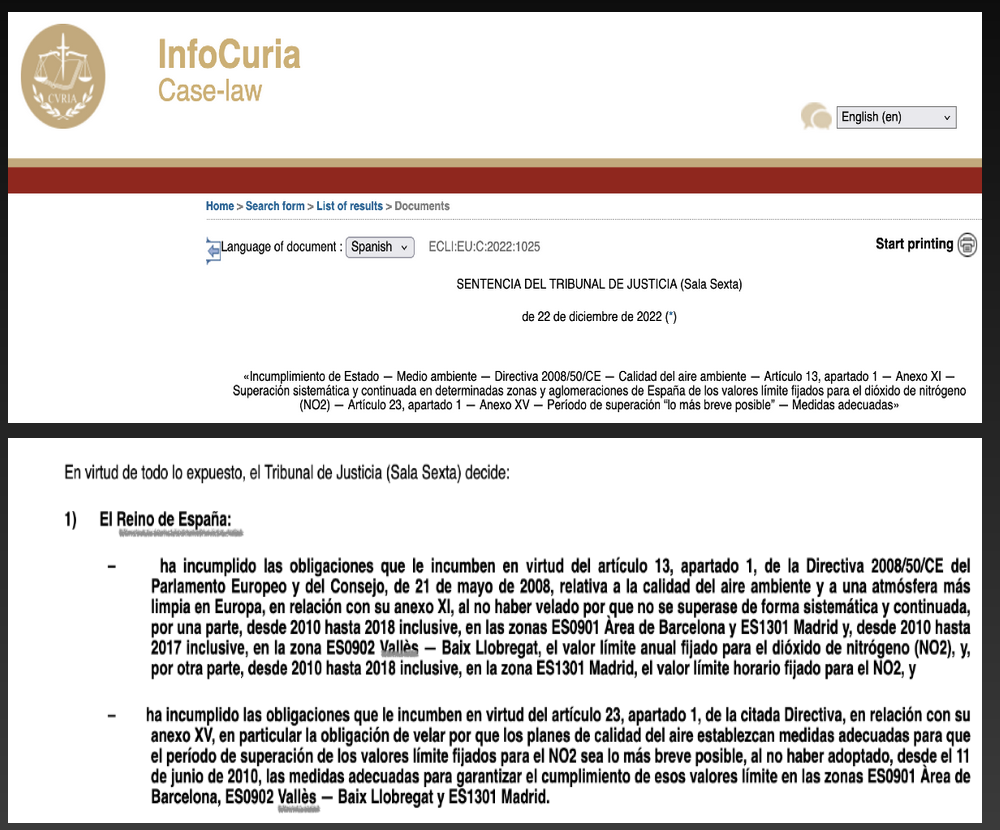 InfoCuria
Case-law
CVRIA
English (en)
Home > Search form > List of results > Documents
Language of document : Spanish ECLI:EU:C:2022:1025 Start printing
SENTENCIA DEL TRIBUNAL DE JUSTICIA (Sala Sexta)
de 22 de diciembre de 2022 (*)
«Incumplimiento de Estado — Medio ambiente — Directiva 2008/50/CE — Calidad del aire ambiente — Artículo 13, apartado 1 — Anexo XI —
Superación sistemática y continuada en determinadas zonas y aglomeraciones de España de los valores límite fijados para el dióxido de nitrógeno
(NO2) — Artículo 23, apartado 1 — Anexo XV — Período de superación “lo más breve posible” — Medidas adecuadas»
En virtud de todo lo expuesto, el Tribunal de Justicia (Sala Sexta) decide:
1) El Reino de España:
– ha incumplido las obligaciones que le incumben en virtud del artículo 13, apartado 1, de la Directiva 2008/50/CE del
Parlamento Europeo y del Consejo, de 21 de mayo de 2008, relativa a la calidad del aire ambiente y a una atmósfera más
limpia en Europa, en relación con su anexo XI, al no haber velado por que no se superase de forma sistemática y continuada,
por una parte, desde 2010 hasta 2018 inclusive, en las zonas ES0901 Àrea de Barcelona y ES1301 Madrid y, desde 2010 hasta
2017 inclusive, en la zona ES0902 Vallès — Baix Llobregat, el valor límite anual fijado para el dióxido de nitrógeno (NO2), y,
por otra parte, desde 2010 hasta 2018 inclusive, en la zona ES1301 Madrid, el valor límite horario fijado para el NO2, y
– ha incumplido las obligaciones que le incumben en virtud del artículo 23, apartado 1, de la citada Directiva, en relación con su
anexo XV, en particular la obligación de velar por que los planes de calidad del aire establezcan medidas adecuadas para que
el período de superación de los valores límite fijados para el NO2 sea lo más breve posible, al no haber adoptado, desde el 11
de junio de 2010, las medidas adecuadas para garantizar el cumplimiento de esos valores límite en las zonas ES0901 Àrea de
Barcelona, ES0902 Vallès — Baix Llobregat y ES1301 Madrid.